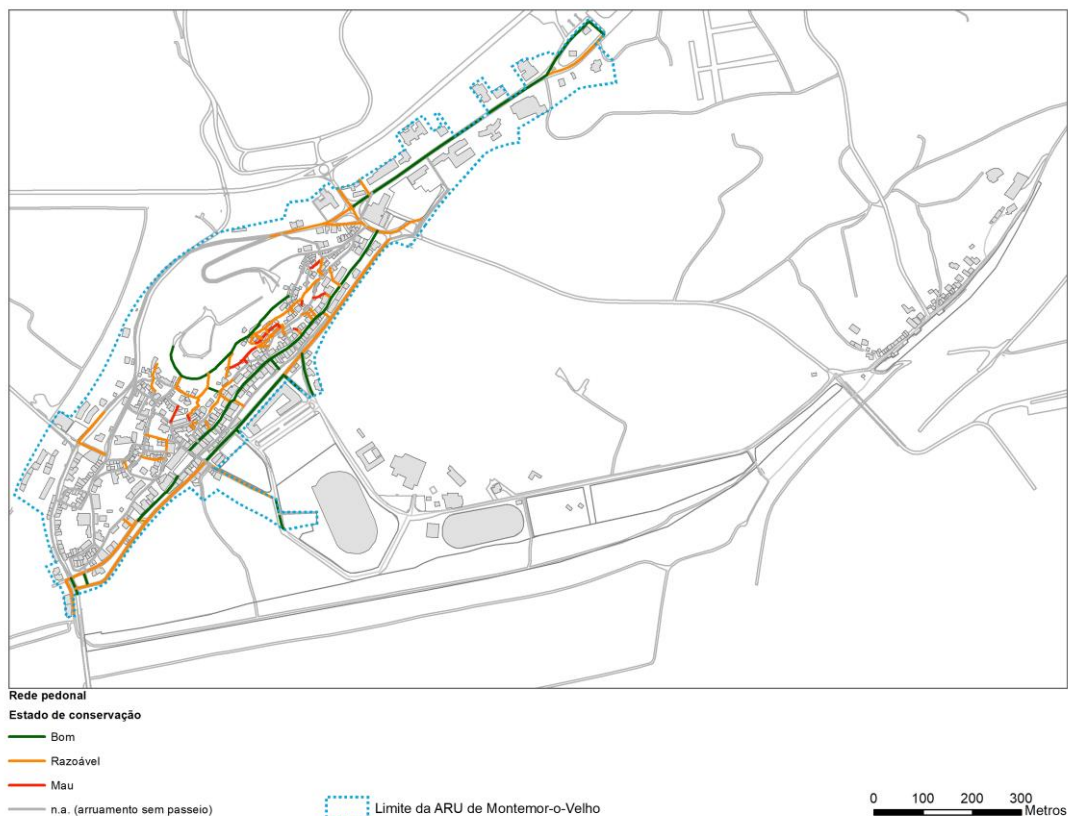 Rede pedonal
Estado de conservação
Bom
Razoável
Mau
n.a. (arruamento sem passeio)
Limite da ARU de Montemor-o-Velho
0 100 200 300
Metros